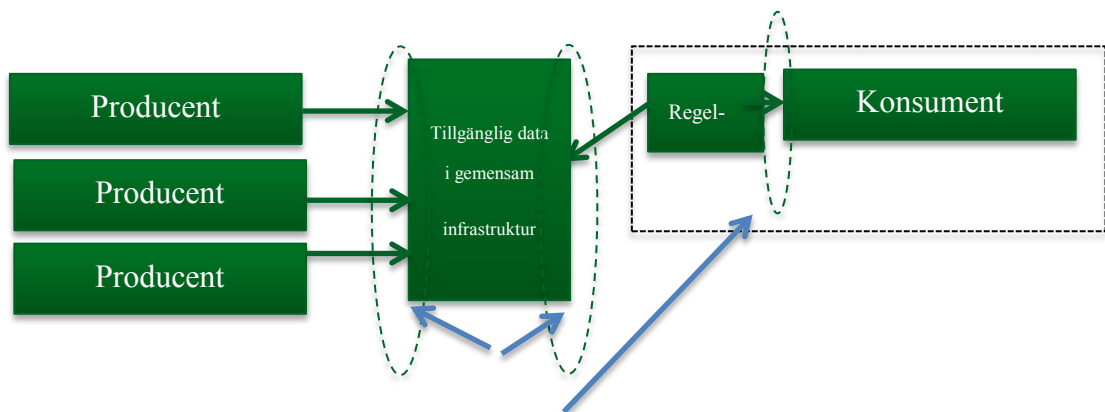 Producent
Producent
Producent
Tillgänglig data
i gemensam
infrastruktur
Regel-
Konsument